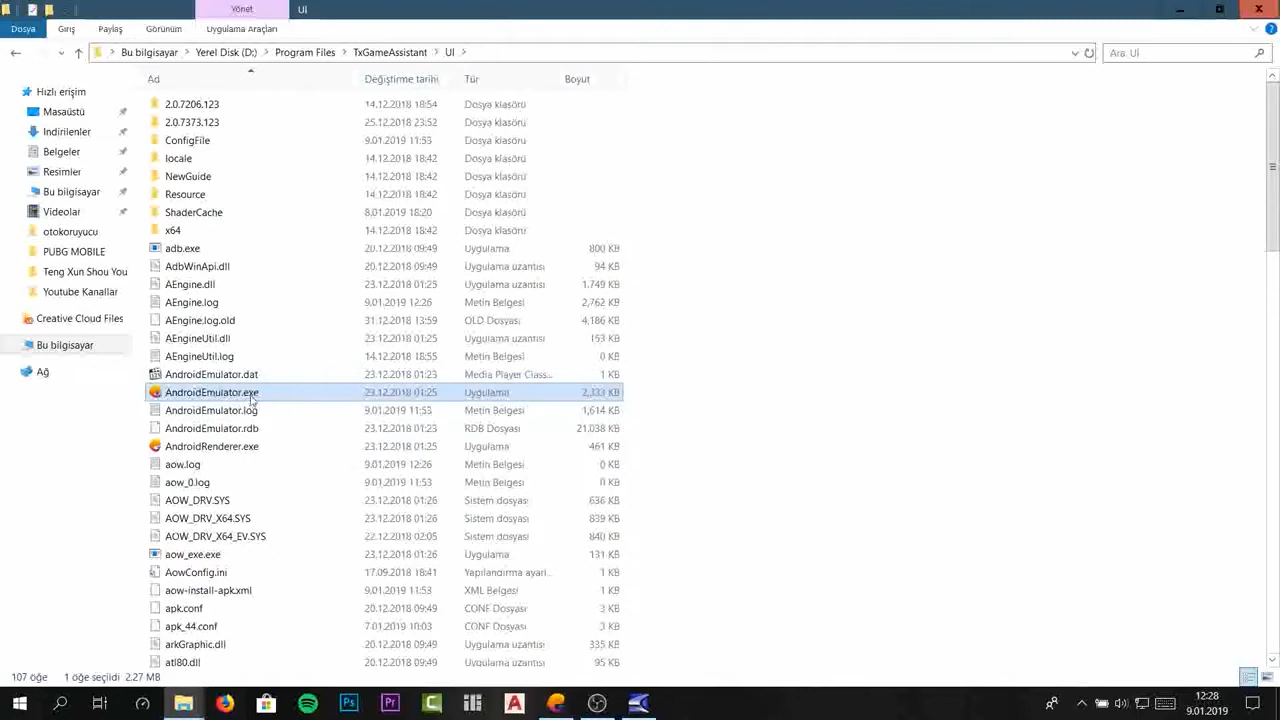 Yönet
UI
Dosya Giriş Paylaş Görünüm Uygulama Araçları
Bu bilgisayar Yerel Disk (D:) Program Files TxGameAssistant UI
Ara: UI
Ad Değiştirme tarihi Tür Boyut
Hızlı erişim
Masaüstü
İndirilenler
Belgeler
Resimler
Bu bilgisayar
Videolar
otokoruyucu
PUBG MOBILE
Teng Xun Shou You
Youtube Kanallar
Creative Cloud Files
Bu bilgisayar
Ağ
2.0.7206.123 14.12.2018 18:54 Dosya klasörü
2.0.7373.123 25.12.2018 23:52 Dosya klasörü
ConfigFile 9.01.2019 11:53 Dosya klasörü
locale 14.12.2018 18:42 Dosya klasörü
NewGuide 14.12.2018 18:42 Dosya klasörü
Resource 14.12.2018 18:42 Dosya klasörü
ShaderCache 8.01.2019 18:20 Dosya klasörü
x64 14.12.2018 18:42 Dosya klasörü
adb.exe 20.12.2018 09:49 Uygulama 800 KB
AdbWinApi.dll 20.12.2018 09:49 Uygulama uzantısı 94 KB
AEngine.dll 23.12.2018 01:25 Uygulama uzantısı 1.749 KB
AEngine.log 9.01.2019 12:26 Metin Belgesi 2,762 KB
AEngine.log.old 31.12.2018 13:59 OLD Dosyası 4,186 KB
AEngineUtil.dll 23.12.2018 01:25 Uygulama uzantısı 153 KB
AEngineUtil.log 14.12.2018 18:55 Metin Belgesi 0 KB
AndroidEmulator.dat 23.12.2018 01:23 Media Player Class... 1 KB
AndroidEmulator.exe 23.12.2018 01:25 Uygulama 2,333 KB
AndroidEmulator.log 9.01.2019 11:53 Metin Belgesi 1,614 KB
AndroidEmulator.rdb 23.12.2018 01:23 RDB Dosyası 21.038 KB
AndroidRenderer.exe 23.12.2018 01:25 Uygulama 461 KB
aow.log 9.01.2019 12:26 Metin Belgesi 0 KB
aow_0.log 9.01.2019 11:53 Metin Belgesi 0 KB
AOW_DRV.SYS 23.12.2018 01:26 Sistem dosyası 636 KB
AOW_DRV_X64.SYS 23.12.2018 01:26 Sistem dosyası 839 KB
AOW_DRV_X64_EV.SYS 22.12.2018 02:05 Sistem dosyası 840 KB
aow_exe.exe 23.12.2018 01:26 Uygulama 131 KB
AowConfig.ini 17.09.2018 18:41 Yapılandırma ayarı... 1 KB
aow-install-apk.xml 9.01.2019 11:53 XML Belgesi 1 KB
apk.conf 20.12.2018 09:49 CONF Dosyası 3 KB
apk_44.conf 7.01.2019 10:03 CONF Dosyası 3 KB
arkGraphic.dll 20.12.2018 09:49 Uygulama uzantısı 335 KB
atl80.dll 20.12.2018 09:49 Uygulama uzantısı 95 KB
107 öğe 1 öğe seçildi 2.27 MB
Ps Pr C A
12:28
9.01.2019